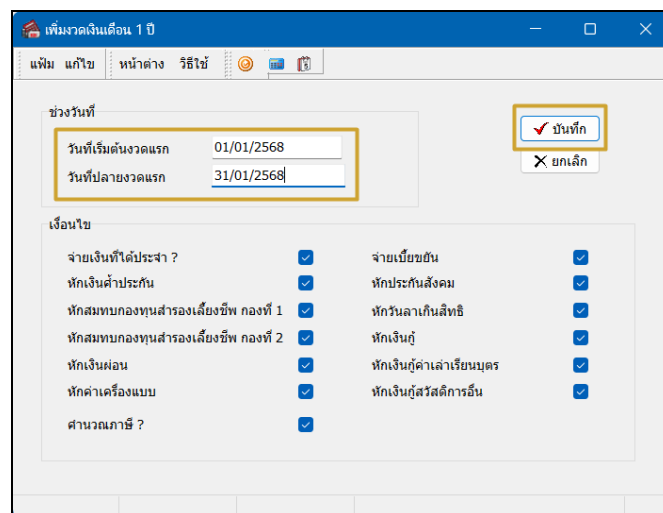 เพิ่มงวดเงินเดือน 1 ปี
แฟ้ม แก้ไข หน้าต่าง วิธีใช้
ช่วงวันที่
วันที่เริ่มต้นงวดแรก 01/01/2568
วันที่ปลายงวดแรก 31/01/2568
บันทึก
ยกเลิก
เงื่อนไข
จ่ายเงินที่ได้ประจำ ? จ่ายเบี้ยขยัน
หักเงินค้ำประกัน หักประกันสังคม
หักสมทบกองทุนสำรองเลี้ยงชีพ กองที่ 1 หักวันลาเกินสิทธิ
หักสมทบกองทุนสำรองเลี้ยงชีพ กองที่ 2 หักเงินกู้
หักเงินผ่อน หักเงินกู้ค่าเล่าเรียนบุตร
หักค่าเครื่องแบบ หักเงินกู้สวัสดิการอื่น
คำนวณภาษี ?